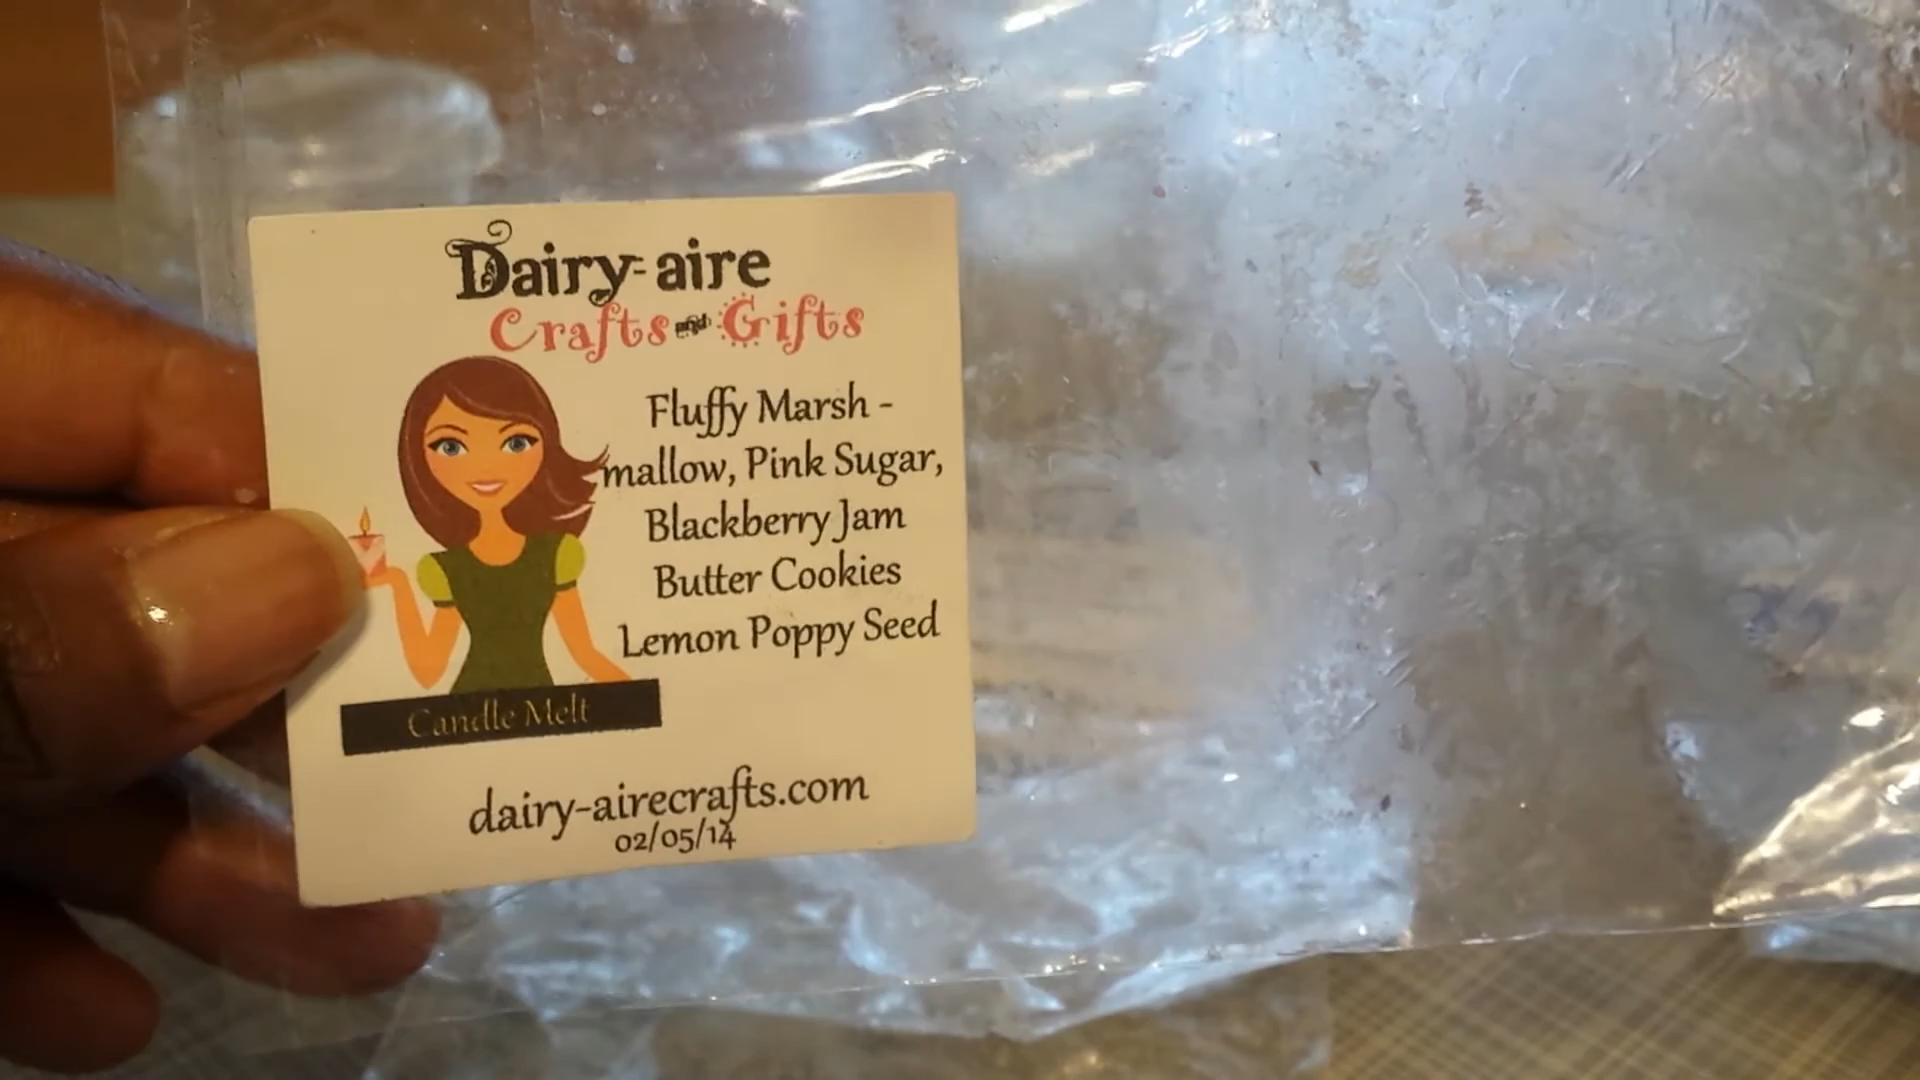 Dairy-aire
Crafts and Gifts
Fluffy Marsh -
mallow, Pink Sugar,
Blackberry Jam
Butter Cookies
Lemon Poppy Seed
Candle Melt
dairy-airecrafts.com
02/05/14